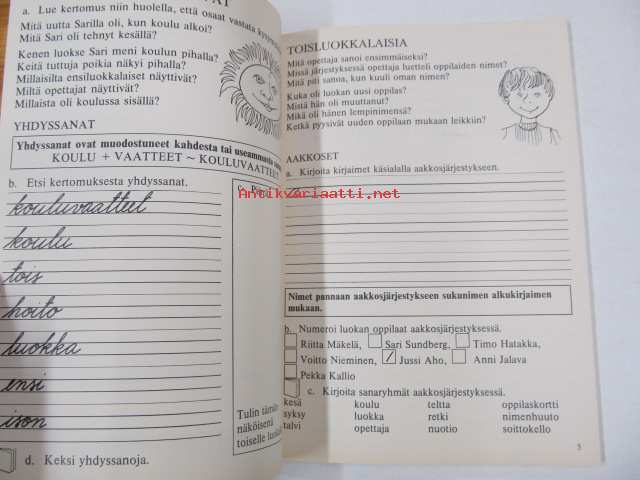 a. Lue kertomus niin huolella, että osaat vastata
Mitä uutta Sarilla oli, kun koulu alkoi?
Mitä Sari oli tehnyt kesällä?
Kenen luokse Sari meni koulun pihalla?
Keitä tuttuja poikia näkyi pihalla?
Millaisilta ensiluokkalaiset näyttivät?
Miltä opettajat näyttivät?
Millaista oli koulussa sisällä?
YHDYSSANAT
Yhdyssanat ovat muodostuneet kahdesta tai useammasta
KOULU + VAATTEET ~ KOULUVAATTEET
b. Etsi kertomuksesta yhdyssanat.
kouluvaatteet
koulu
tois
hoito
luokka
ensi
ison
c.
Tulin
näköisenä
toiselle
d. Keksi yhdyssanoja.
TOISLUOKKALAISIA
Mitä opettaja sanoi ensimmäiseksi?
Missä järjestyksessä opettaja luetteli oppilaiden nimet?
Mitä piti sanoa, kun kuuli oman nimen?
Kuka oli luokan uusi oppilas?
Mistä hän oli muuttanut?
Mikä oli hänen lempinimensä?
Ketkä pyysivät uuden oppilaan mukaan leikkiin?
AAKKOSET
a. Kirjoita kirjaimet käsialalla aakkosjärjestykseen.
Antikvariaatti.net
Nimet pannaan aakkosjärjestykseen sukunimen alkukirjaimen
mukaan.
b. Numeroi luokan oppilaat aakkosjärjestyksessä.
Riitta Mäkelä, Sari Sundberg, Timo Hatakka,
Voitto Nieminen, / Jussi Aho, Anni Jalava
Pekka Kallio
c. Kirjoita sanaryhmät aakkosjärjestyksessä.
kesä koulu teltta oppilaskortti
syksy luokka retki nimenhuuto
talvi opettaja nuotio soittokello
5